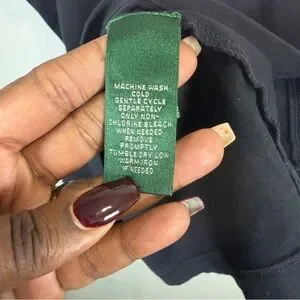 MACHINE WASH
COLD
GENTLE CYCLE
SEPARATELY
ONLY NON-
CHLORINE BLEACH
WHEN NEEDED
REMOVE
PROMPTLY
TUMBLE DRY LOW
WARM IRON
IF NEEDED